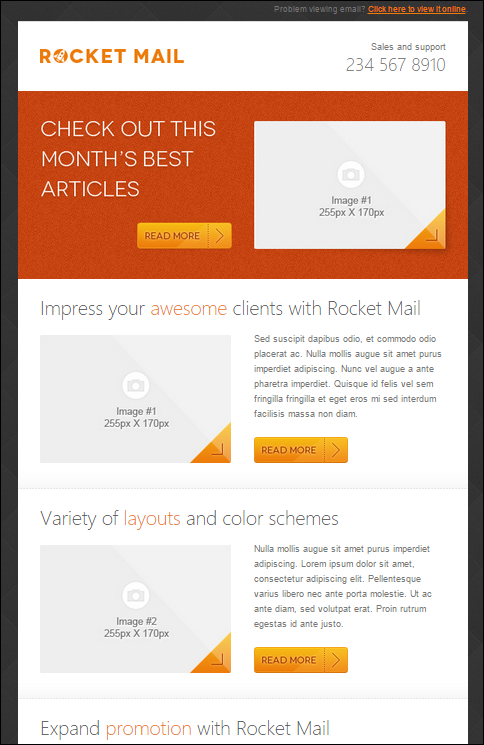 Problem viewing email? Click here to view it online.
ROCKET MAIL
Sales and support
234 567 8910
CHECK OUT THIS
MONTH'S BEST
ARTICLES
READ MORE
Image #1
255px X 170px
Impress your awesome clients with Rocket Mail
Image #1
255px X 170px
Sed suscipit dapibus odio, et commodo odio
placerat ac. Nulla mollis augue sit amet purus
imperdiet adipiscing. Nunc vel augue a ante
pharetra imperdiet. Quisque id felis vel sem
fringilla fringilla et eget eros mi sed interdum
facilisis massa non diam.
READ MORE
Variety of layouts and color schemes
Image #2
255px X 170px
Nulla mollis augue sit amet purus imperdiet
adipiscing. Lorem ipsum dolor sit amet,
consectetur adipiscing elit. Pellentesque
varius libero nec ante porta molestie. Ut ac
ante diam, sed volutpat erat. Proin rutrum
egestas id ante justo.
READ MORE
Expand promotion with Rocket Mail